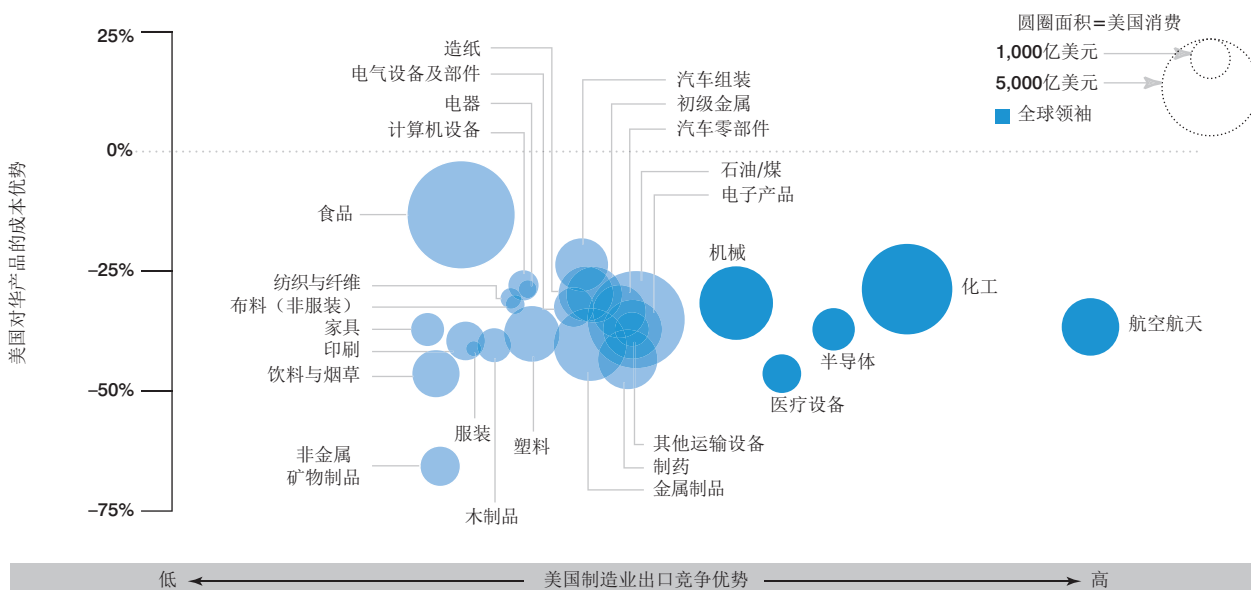 圆圈面积=美国消费
1,000亿美元
5,000亿美元
全球领袖
25%
0%
–25%
–50%
–75%
美国对华产品的成本优势
造纸
电气设备及部件
电器
计算机设备
汽车组装
初级金属
汽车零部件
石油/煤
电子产品
食品
机械
化工
纺织与纤维
布料（非服装）
家具
印刷
饮料与烟草
航空航天
半导体
医疗设备
服装
塑料
其他运输设备
制药
金属制品
非金属
矿物制品
木制品
低
美国制造业出口竞争优势
高